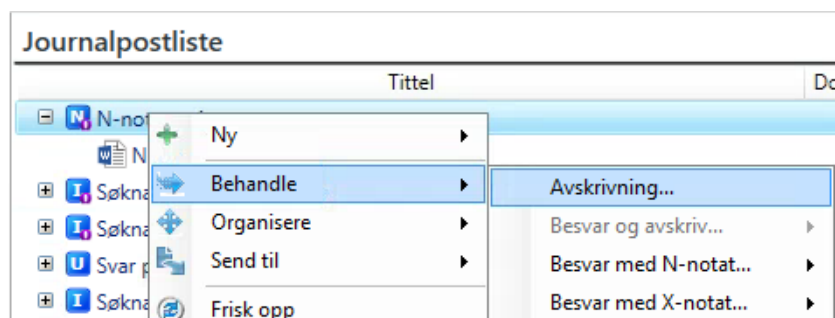 Journalpostliste
Tittel
N N-not
Ny
W N
Behandle Avskrivning...
I Søkna Organisere Besvar og avskriv...
I Søkna Send til Besvar med N-notat...
U Svar p
I Søkna Frisk opp Besvar med X-notat...